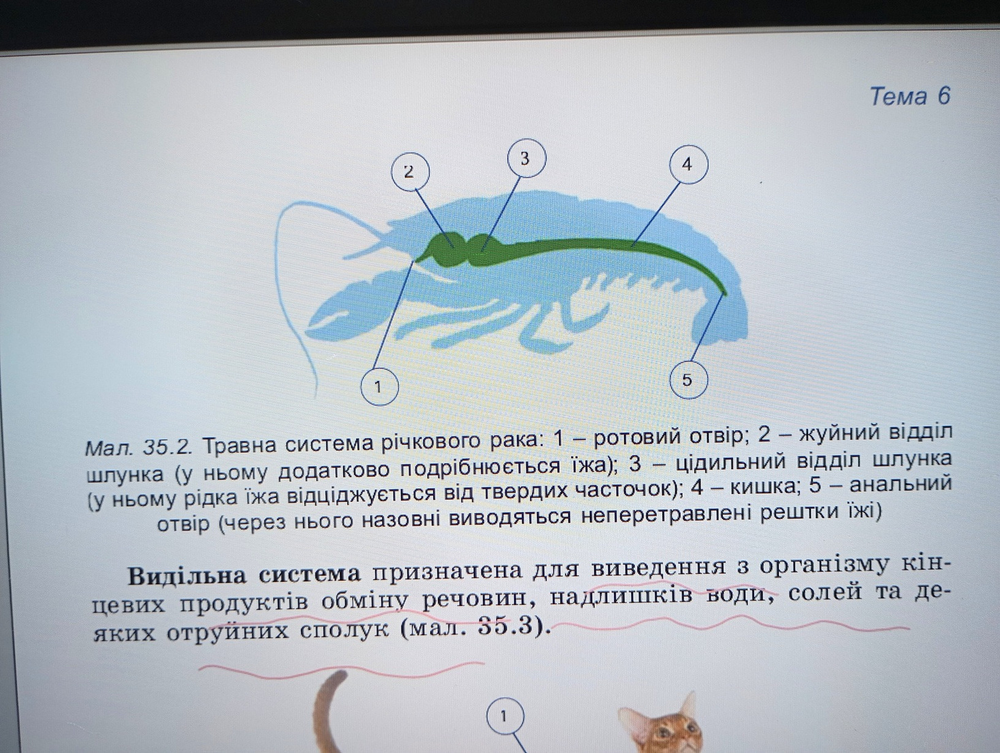 Тема 6
2
3
4
1
5
Мал. 35.2. Травна система річкового рака: 1 – ротовий отвір; 2 – жуйний відділ
шлунка (у ньому додатково подрібнюється їжа); 3 – цідильний відділ шлунка
(у ньому рідка їжа відціджується від твердих часточок); 4 – кишка; 5 – анальний
отвір (через нього назовні виводяться неперетравлені рештки їжі)
Видільна система призначена для виведення з організму кін-
цевих продуктів обміну речовин, надлишків води, солей та де-
яких отруйних сполук (мал. 35.3).
1